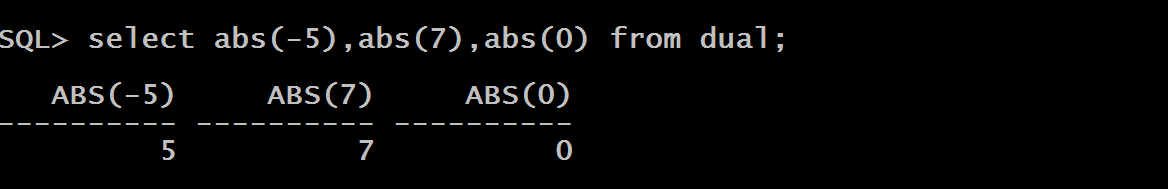 SQL> select abs(-5),abs(7),abs(0) from dual;
ABS(-5) ABS(7) ABS(0)
---------- ---------- ----------
5 7 0